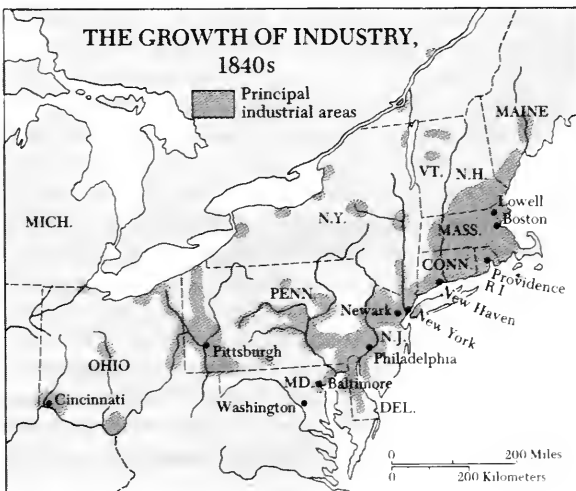 THE GROWTH OF INDUSTRY,
1840s
Principal
industrial areas
MAINE
VT.
N.H.
Lowell
Boston
MICH.
N.Y.
MASS.
CONN.
Providence
R I
New Haven
PENN
Newark
New York
N.J.
Pittsburgh
Philadelphia
OHIO
MD.
Baltimore
Cincinnati
Washington
DEL.
0 200 Miles
0 200 Kilometers